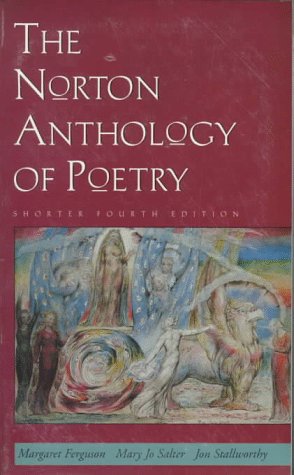 THE
NORTON
ANTHOLOGY
OF POETRY
SHORTER FOURTH EDITION
Margaret Ferguson Mary Jo Salter Jon Stallworthy